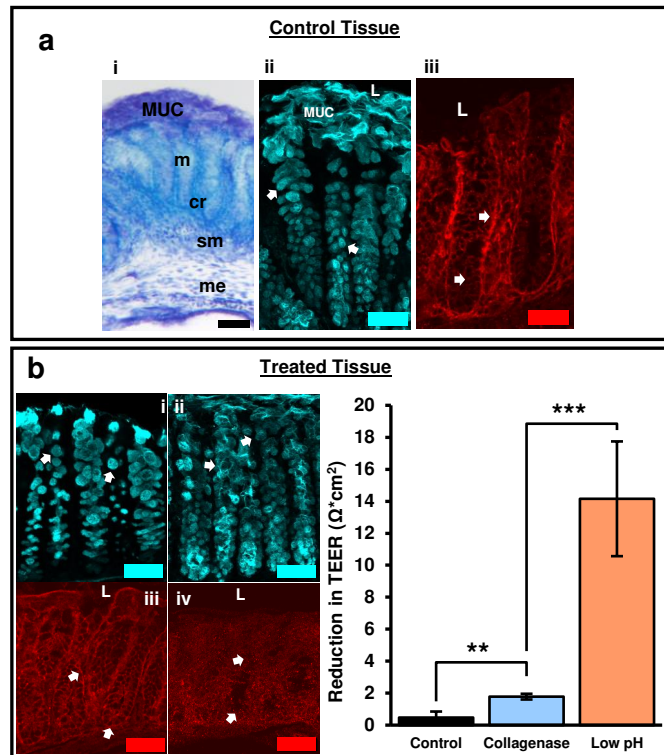 Control Tissue
a
i
ii
iii
MUC
m
cr
sm
me
L
MUC
L
b
Treated Tissue
i
ii
L
iii
L
iv
Reduction in TEER (Ω*cm²)
20
18
16
14
12
10
8
6
4
2
0
**
***
Control
Collagenase
Low pH